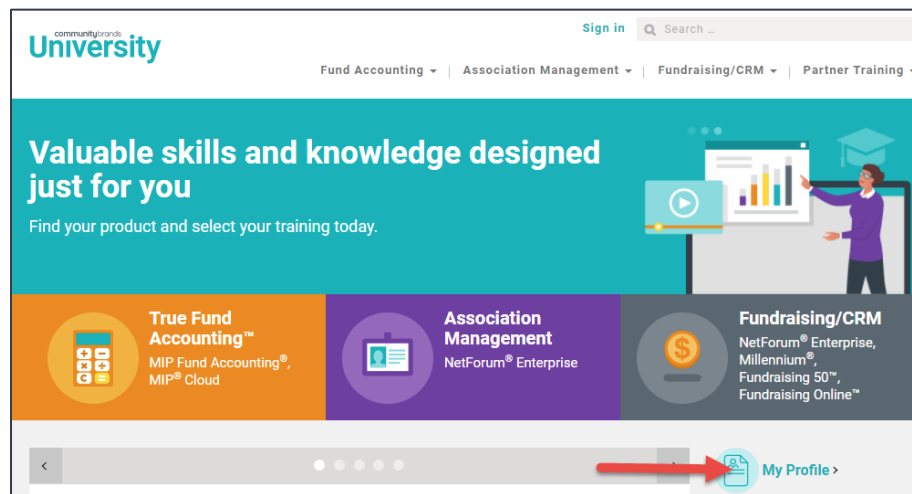 communitybrands
University
Sign in
Search ...
Fund Accounting
Association Management
Fundraising/CRM
Partner Training
Valuable skills and knowledge designed
just for you
Find your product and select your training today.
True Fund
Accounting™
MIP Fund Accounting®,
MIP® Cloud
Association
Management
NetForum® Enterprise
Fundraising/CRM
NetForum® Enterprise,
Millennium®,
Fundraising 50™,
Fundraising Online™
My Profile ›